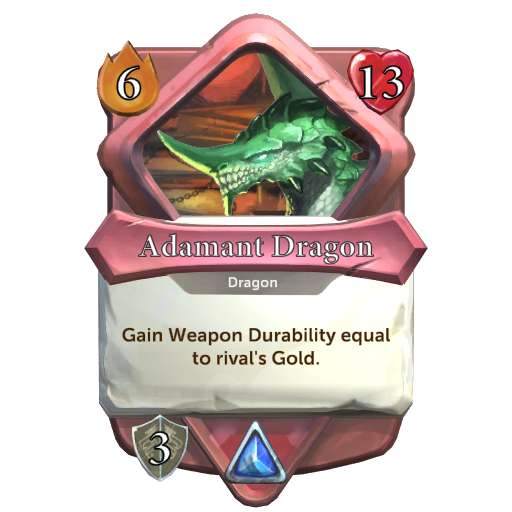 6
13
Adamant Dragon
Dragon
Gain Weapon Durability equal
to rival's Gold.
3